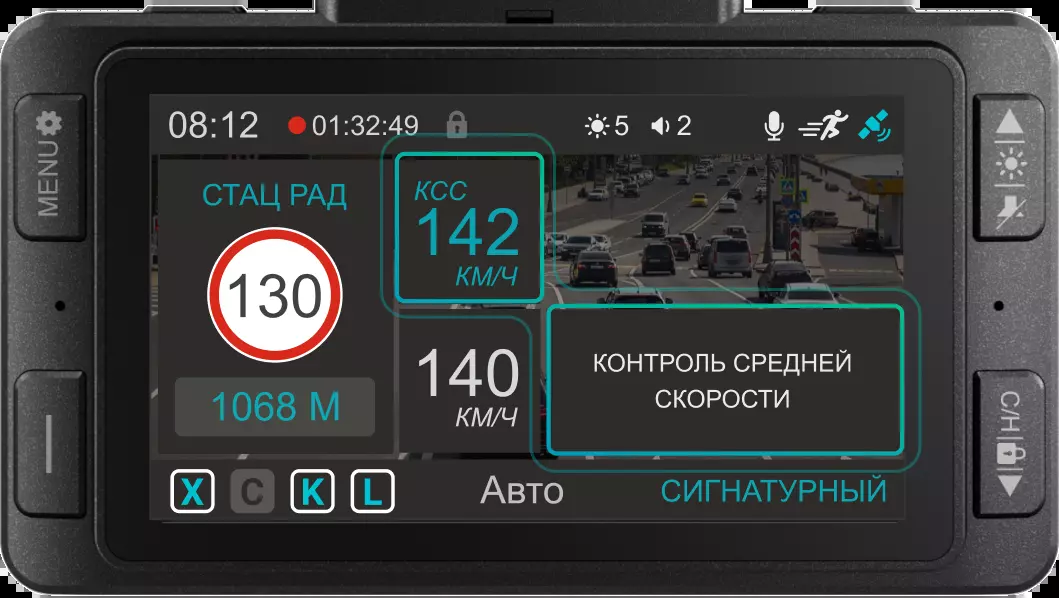 08:12 01:32:49 5 2
MENU
СТАЦ РАД
130
1068 М
КСС
142
КМ/Ч
140
КМ/Ч
КОНТРОЛЬ СРЕДНЕЙ
СКОРОСТИ
X C K L Авто СИГНАТУРНЫЙ
С/Н